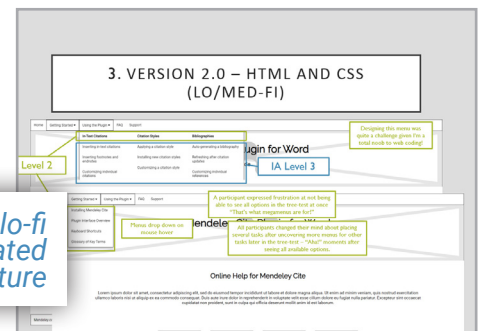 3. VERSION 2.0 – HTML AND CSS
(LO/MED-FI)
Home Getting Started ▾ Using the Plugin ▾ FAQ Support
In-Text Citations Citation Styles Bibliographies
Inserting in-text citations Applying a citation style Auto-generating a bibliography
Inserting footnotes and endnotes Installing new citation styles Refreshing after citation updates
Customizing individual citations Customizing a citation style Customizing individual references
ugin for Word
Designing this menu was
quite a challenge given I'm a
total noob to web coding!
Level 2
IA Level 3
Getting Started ▾ Using the Plugin ▾ FAQ Support
Installing Mendeley Cite
Plugin Interface Overview
Keyboard Shortcuts
Glossary of Key Terms
Menus drop down on
mouse hover
lo-fi
ated
ture
A participant expressed frustration at not being
able to see all options in the tree-test at once
"That's what megamenus are for!"
All participants changed their mind about placing
several tasks after uncovering more menus for other
tasks later in the tree-test – "Aha!" moments after
seeing all available options.
Online Help for Mendeley Cite
Lorem ipsum dolor sit amet, consectetur adipiscing elit, sed do eiusmod tempor incididunt ut labore et dolore magna aliqua. Ut enim ad minim veniam, quis nostrud exercitation
ullamco laboris nisi ut aliquip ex ea commodo consequat. Duis aute irure dolor in reprehenderit in voluptate velit esse cillum dolore eu fugiat nulla pariatur. Excepteur sint occaecat
cupidatat non proident, sunt in culpa qui officia deserunt mollit anim id est laborum.